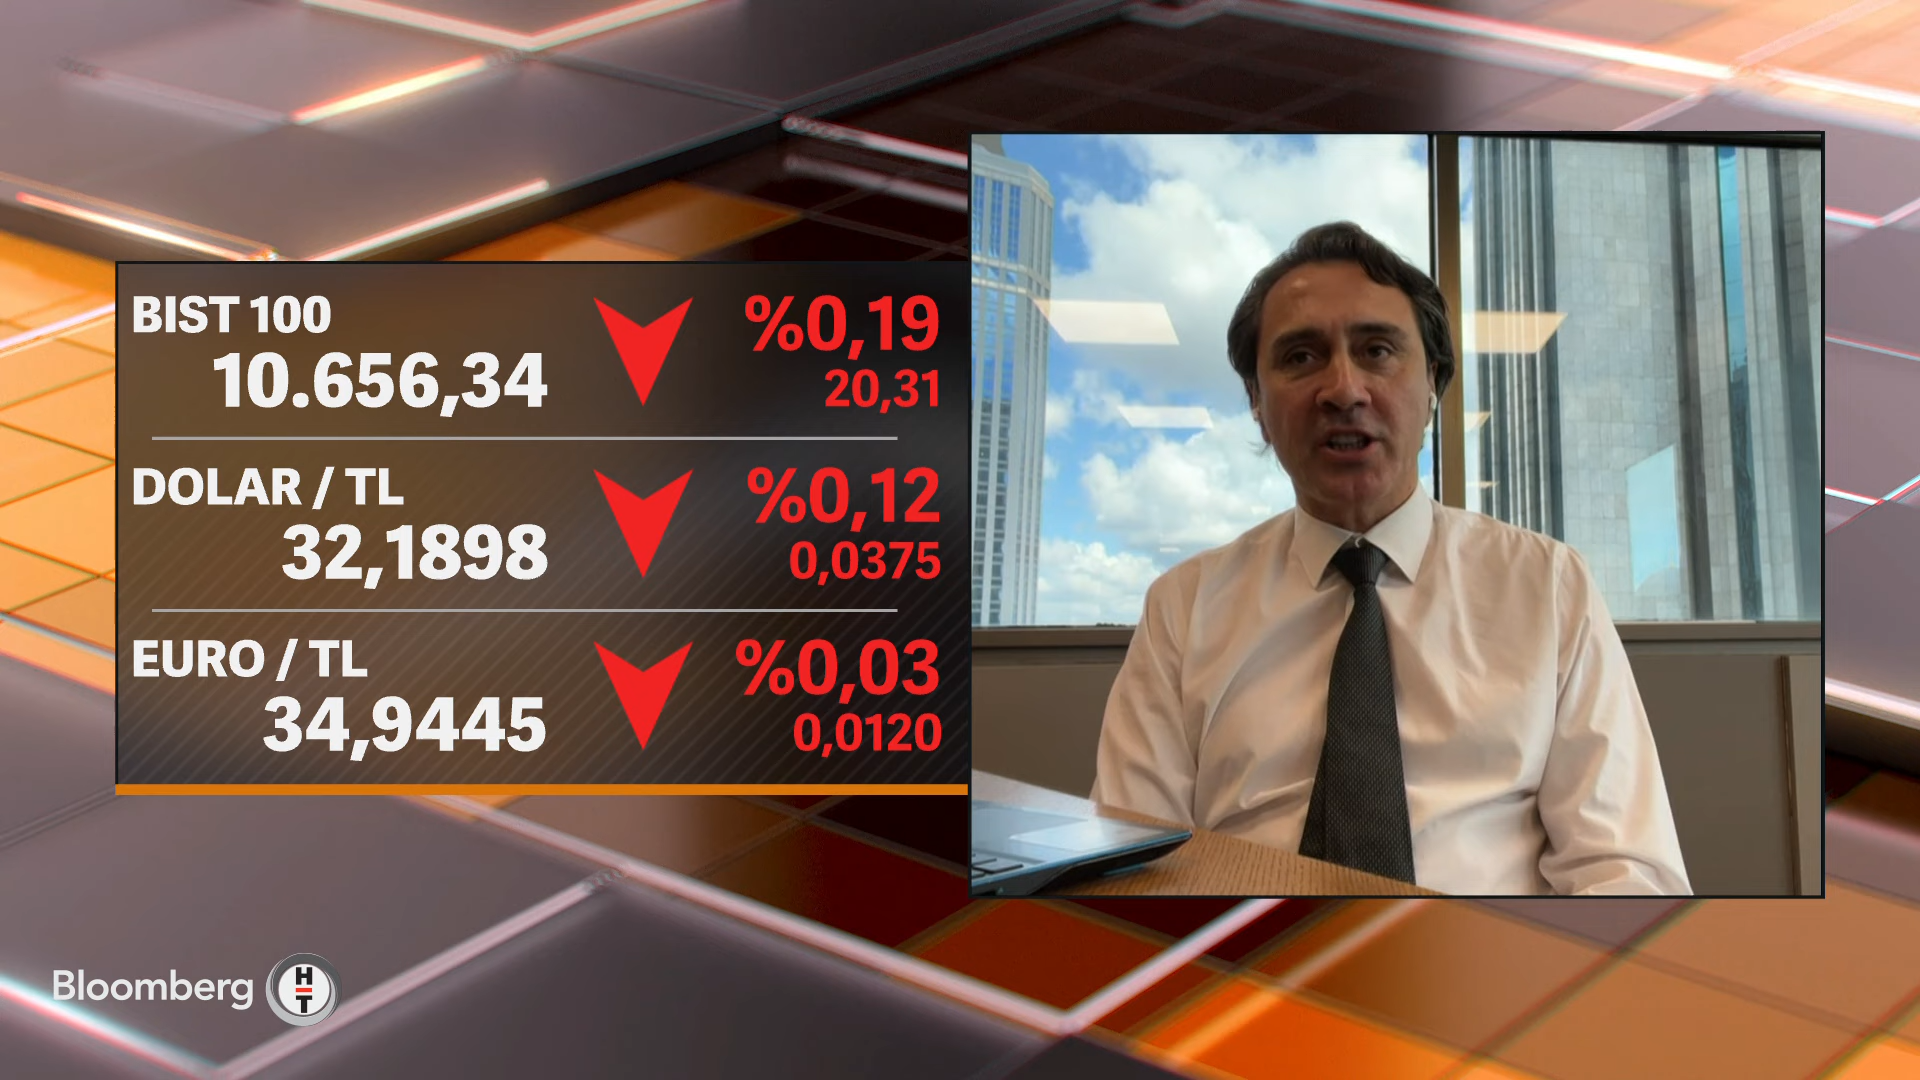 BIST 100
10.656,34
%0,19
20,31
DOLAR / TL
32,1898
%0,12
0,0375
EURO / TL
34,9445
%0,03
0,0120
Bloomberg HT